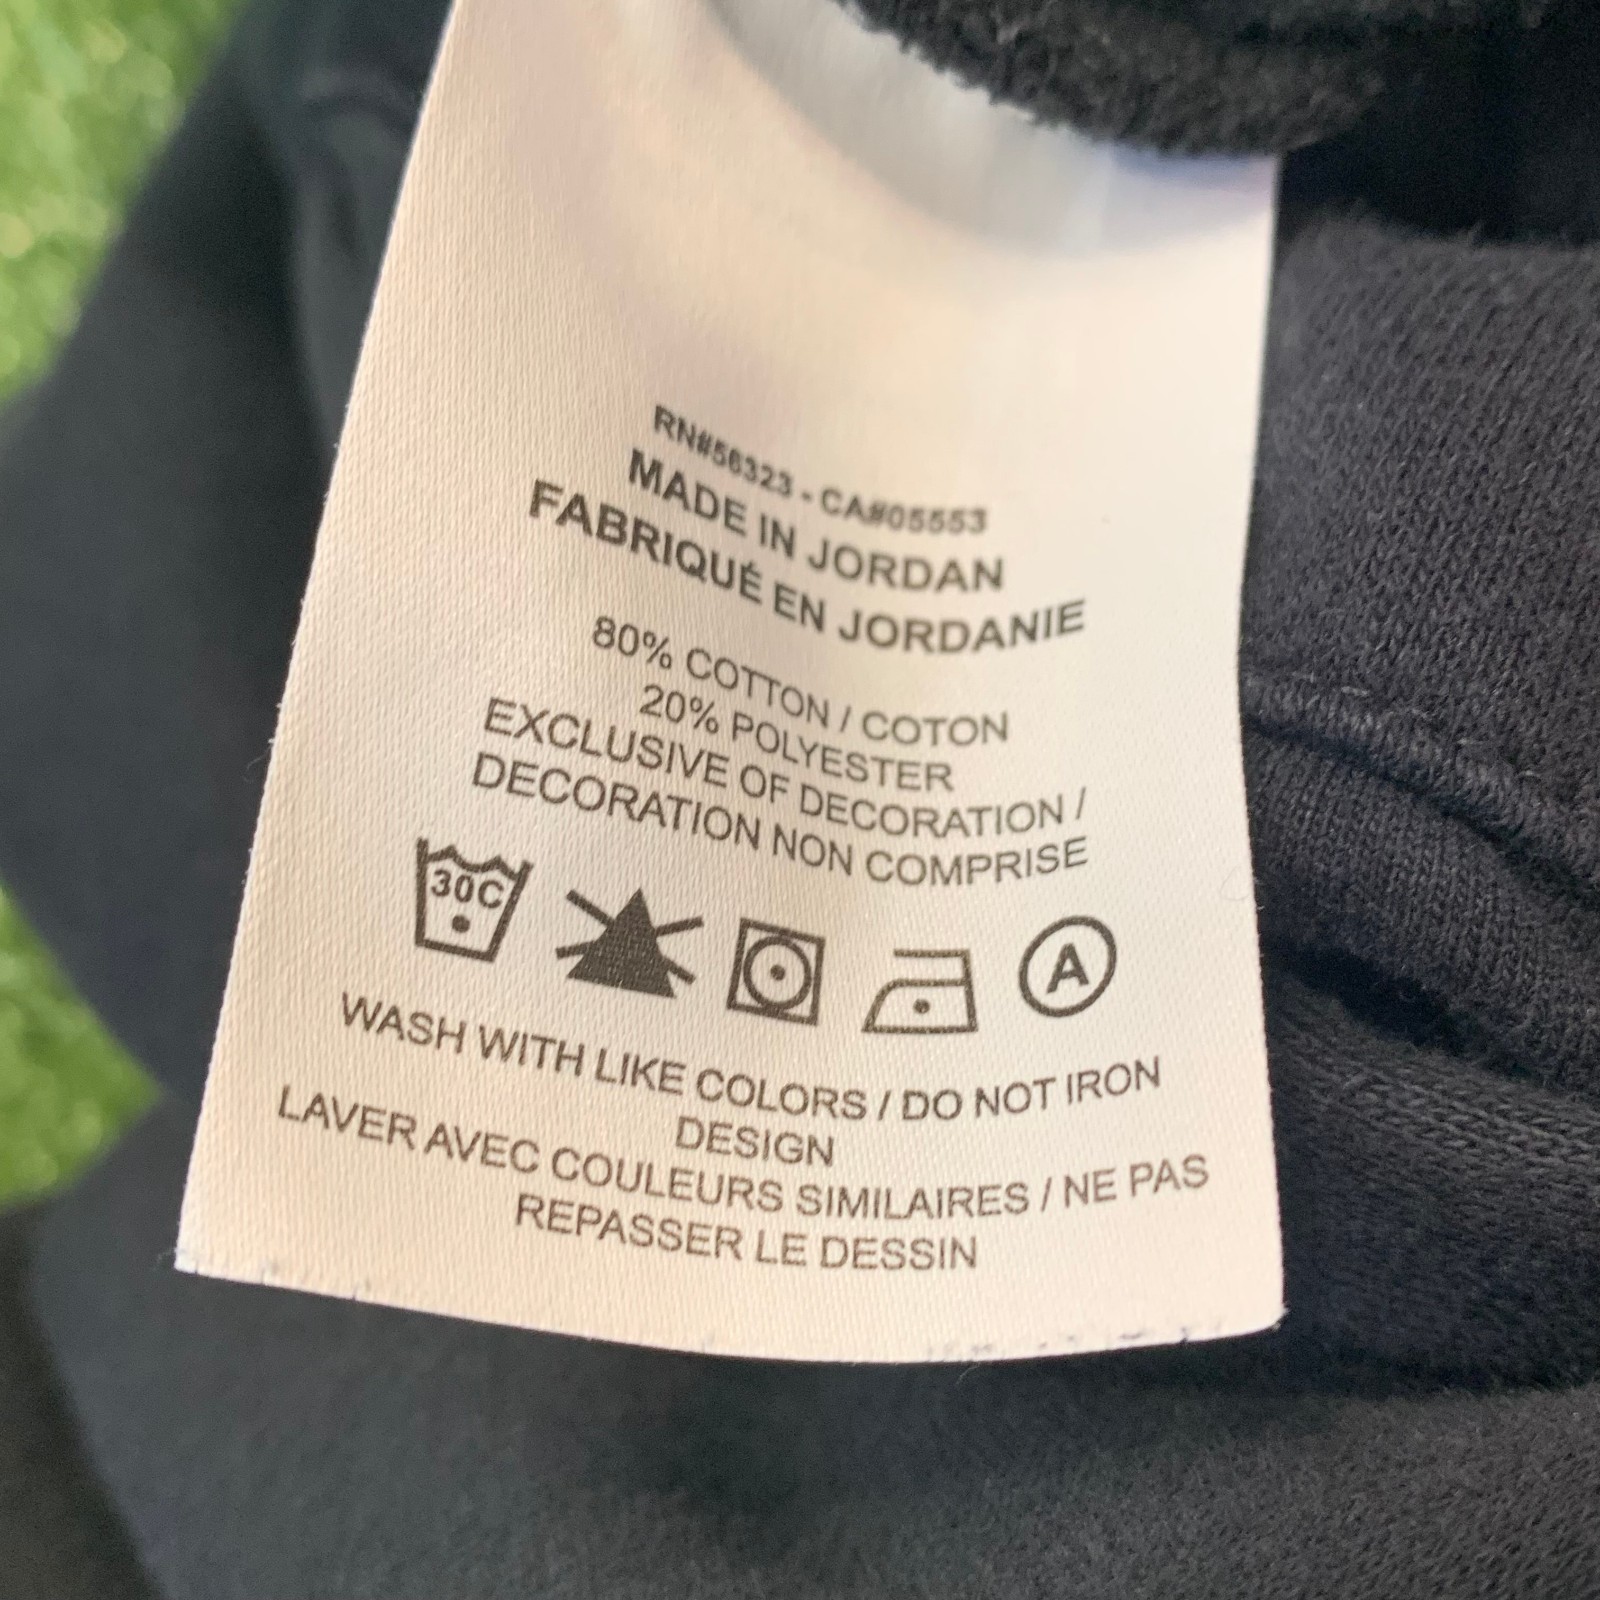 RN#56323 - CA#05553
MADE IN JORDAN
FABRIQUÉ EN JORDANIE
80% COTTON / COTON
20% POLYESTER
EXCLUSIVE OF DECORATION /
DECORATION NON COMPRISE
30C
A
WASH WITH LIKE COLORS / DO NOT IRON
DESIGN
LAVER AVEC COULEURS SIMILAIRES / NE PAS
REPASSER LE DESSIN